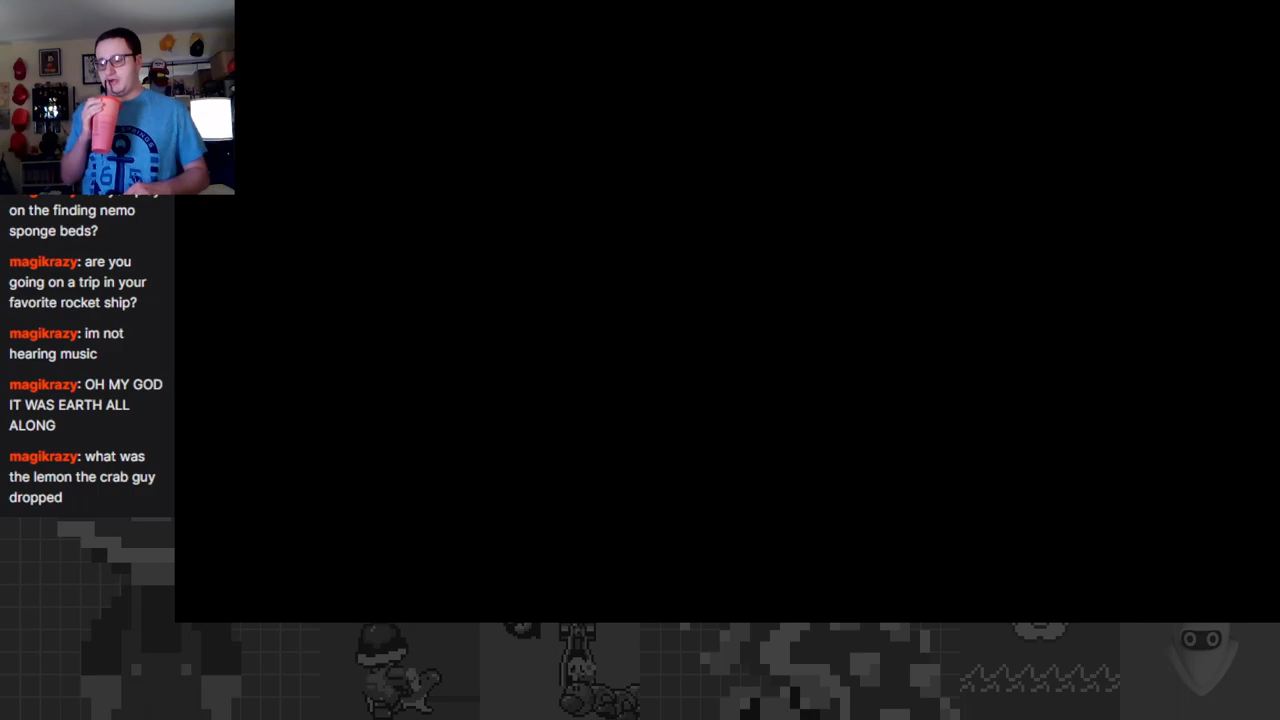 on the finding nemo
sponge beds?
magikrazy: are you
going on a trip in your
favorite rocket ship?
magikrazy: im not
hearing music
magikrazy: OH MY GOD
IT WAS EARTH ALL
ALONG
magikrazy: what was
the lemon the crab guy
dropped
SPRINGS
65